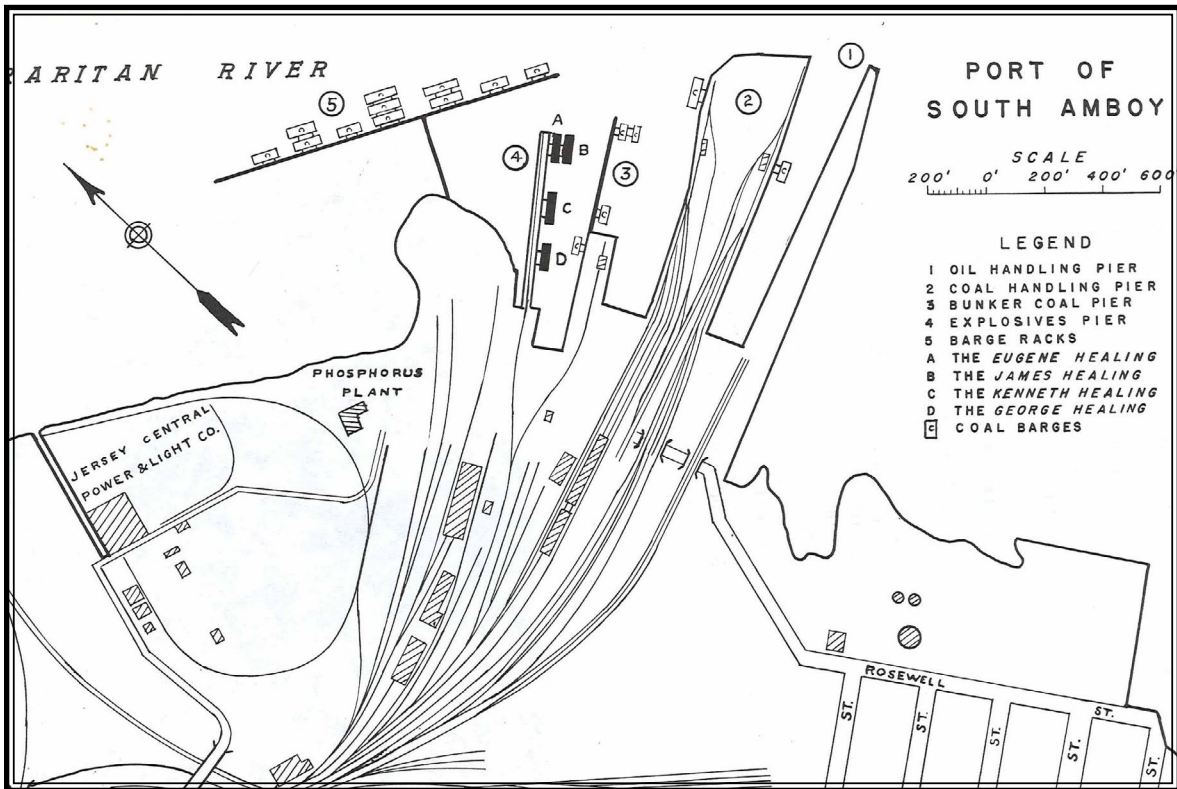 RARITAN RIVER
PORT OF
SOUTH AMBOY
SCALE
200' 0' 200' 400' 600'
LEGEND
1 OIL HANDLING PIER
2 COAL HANDLING PIER
3 BUNKER COAL PIER
4 EXPLOSIVES PIER
5 BARGE RACKS
A THE EUGENE HEALING
B THE JAMES HEALING
C THE KENNETH HEALING
D THE GEORGE HEALING
C COAL BARGES
1
2
3
4
5
A
B
C
D
C
C
C
C
C
C
C
C
C
C
C
C
C
PHOSPHORUS
PLANT
JERSEY CENTRAL
POWER & LIGHT CO.
ROSEWELL ST.
ST.
ST.
ST.
ST.
ST.